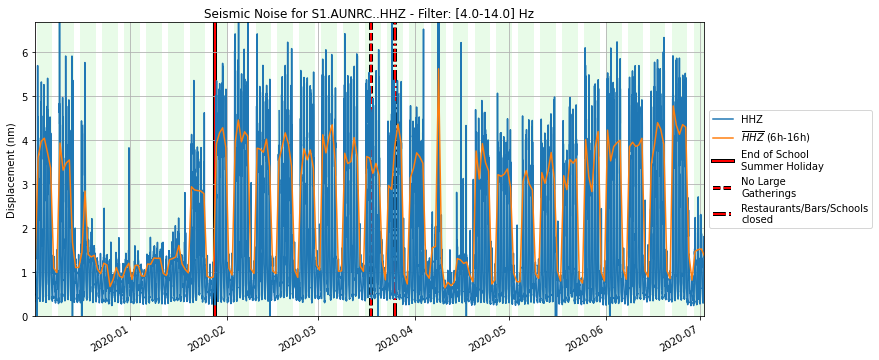 Seismic Noise for S1.AUNRC..HHZ - Filter: [4.0-14.0] Hz
Displacement (nm)
6
5
4
3
2
1
0
2020-01
2020-02
2020-03
2020-04
2020-05
2020-06
2020-07
HHZ
HHZ (6h-16h)
End of School
Summer Holiday
No Large
Gatherings
Restaurants/Bars/Schools
closed